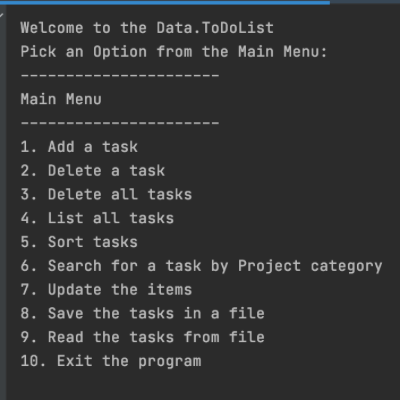 Welcome to the Data.ToDoList
Pick an Option from the Main Menu:
----------------------
Main Menu
----------------------
1. Add a task
2. Delete a task
3. Delete all tasks
4. List all tasks
5. Sort tasks
6. Search for a task by Project category
7. Update the items
8. Save the tasks in a file
9. Read the tasks from file
10. Exit the program